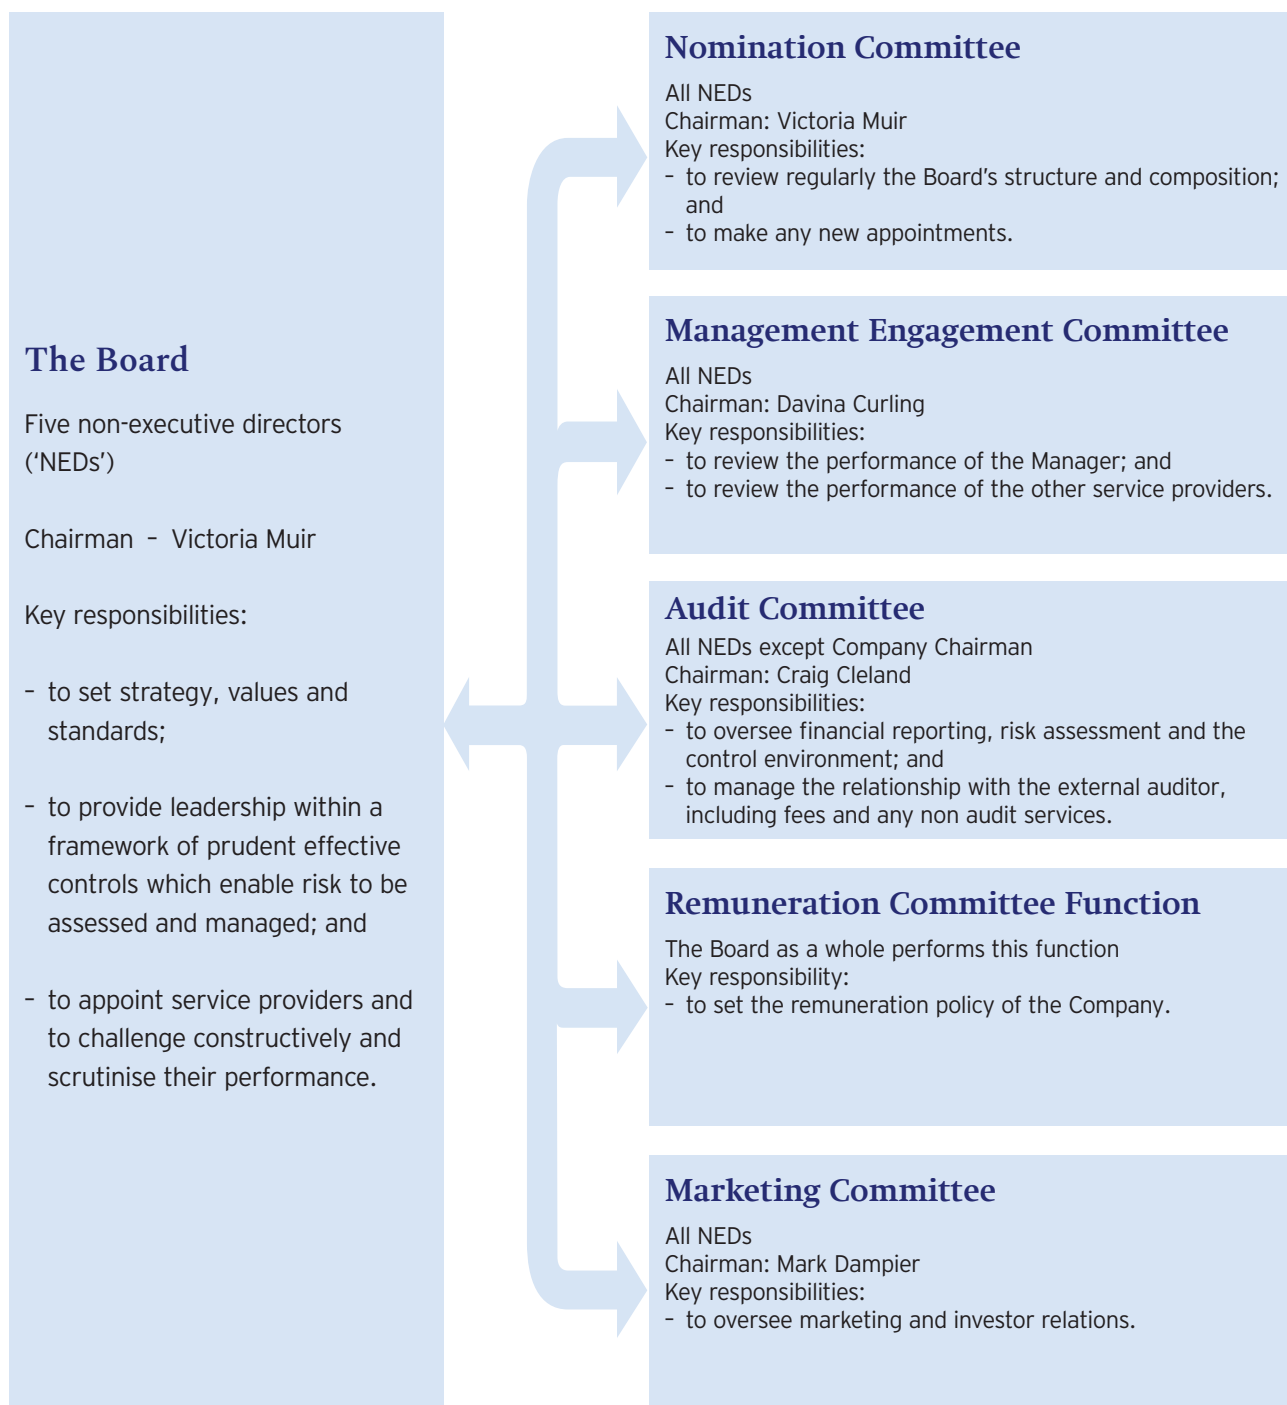 The Board
Five non-executive directors
(‘NEDs’)
Chairman – Victoria Muir
Key responsibilities:
– to set strategy, values and
standards;
– to provide leadership within a
framework of prudent effective
controls which enable risk to be
assessed and managed; and
– to appoint service providers and
to challenge constructively and
scrutinise their performance.
Nomination Committee
All NEDs
Chairman: Victoria Muir
Key responsibilities:
– to review regularly the Board’s structure and composition;
and
– to make any new appointments.
Management Engagement Committee
All NEDs
Chairman: Davina Curling
Key responsibilities:
– to review the performance of the Manager; and
– to review the performance of the other service providers.
Audit Committee
All NEDs except Company Chairman
Chairman: Craig Cleland
Key responsibilities:
– to oversee financial reporting, risk assessment and the
control environment; and
– to manage the relationship with the external auditor,
including fees and any non audit services.
Remuneration Committee Function
The Board as a whole performs this function
Key responsibility:
– to set the remuneration policy of the Company.
Marketing Committee
All NEDs
Chairman: Mark Dampier
Key responsibilities:
– to oversee marketing and investor relations.